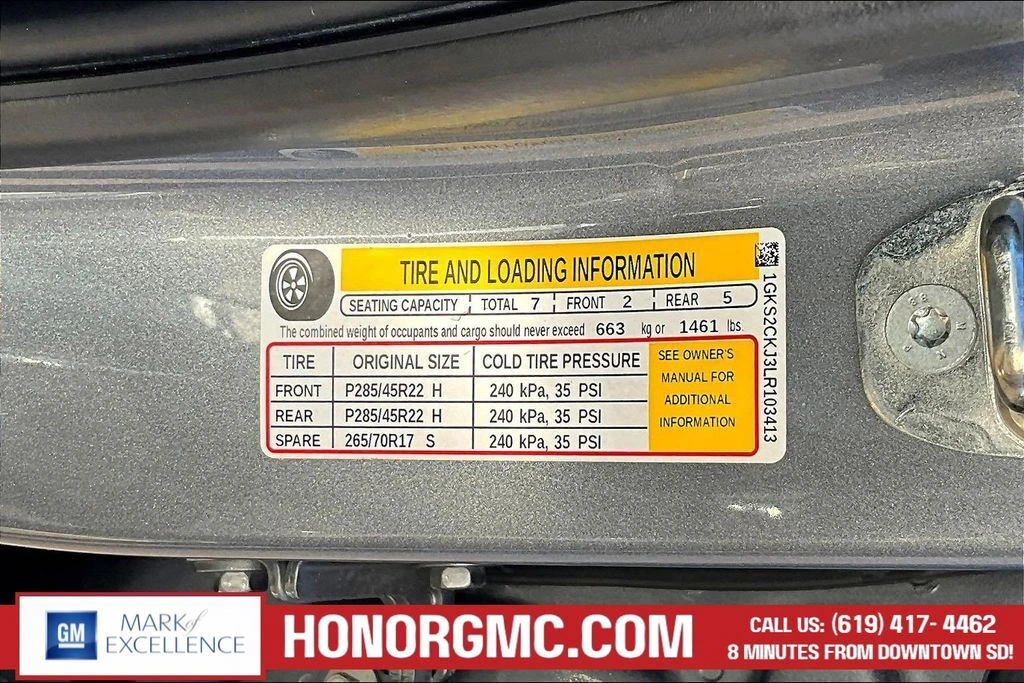 TIRE AND LOADING INFORMATION
SEATING CAPACITY TOTAL 7 FRONT 2 REAR 5
The combined weight of occupants and cargo should never exceed 663 kg or 1461 lbs.
TIRE ORIGINAL SIZE COLD TIRE PRESSURE
FRONT P285/45R22 H 240 kPa, 35 PSI
REAR P285/45R22 H 240 kPa, 35 PSI
SPARE 265/70R17 S 240 kPa, 35 PSI
SEE OWNER'S
MANUAL FOR
ADDITIONAL
INFORMATION
1GKS2CKJ3LR103413
GM
MARK of
EXCELLENCE
HONORGMC.COM
CALL US: (619) 417- 4462
8 MINUTES FROM DOWNTOWN SD!